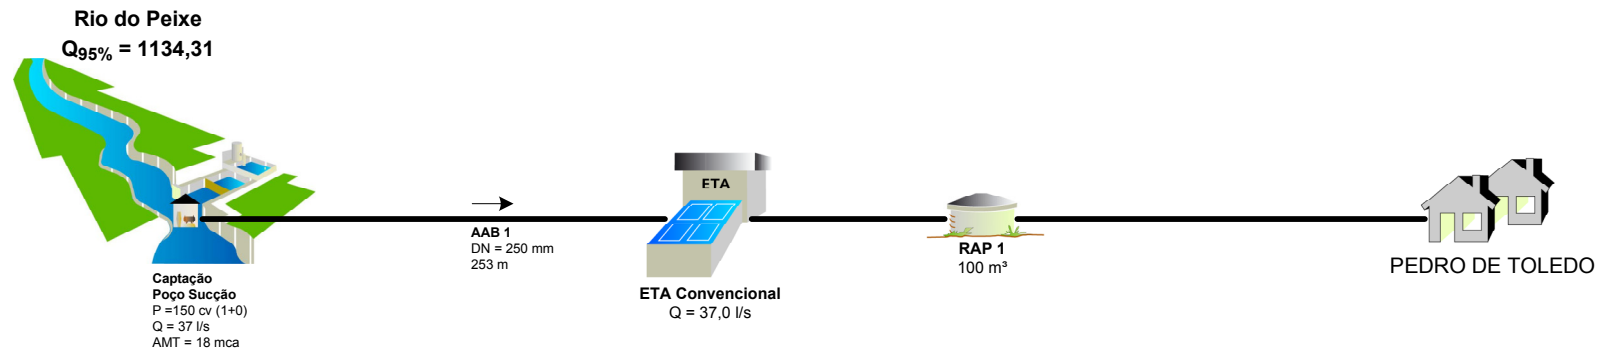 Rio do Peixe
Q95% = 1134,31
Captação
Poço Sucção
P =150 cv (1+0)
Q = 37 l/s
AMT = 18 mca
AAB 1
DN = 250 mm
253 m
ETA
ETA Convencional
Q = 37,0 l/s
RAP 1
100 m³
PEDRO DE TOLEDO